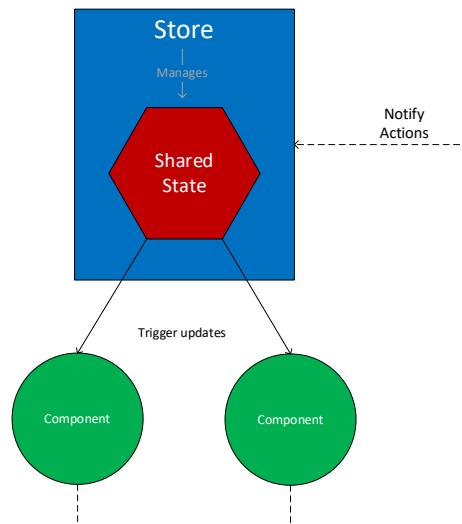 Store
Manages
Notify
Actions
Shared
State
Trigger updates
Component
Component